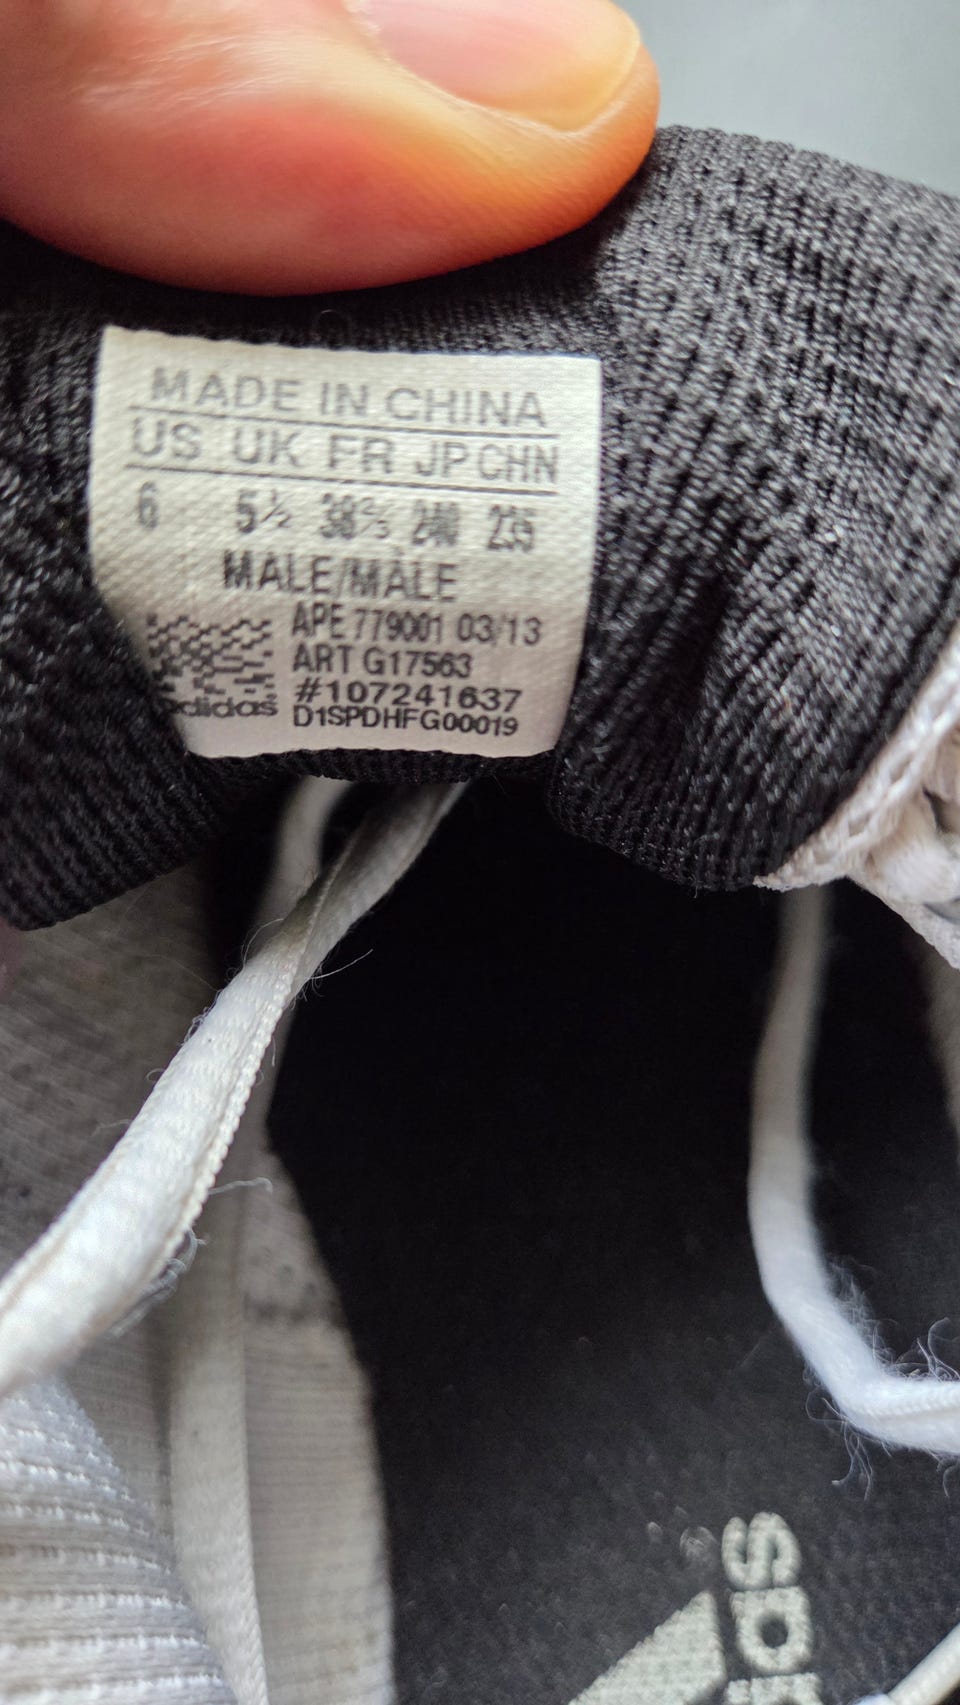 MADE IN CHINA
US UK FR JP CHN
6 5½ 38⅔ 240 235
MALE/MÂLE
APE 779001 03/13
ART G17563
#107241637
D1SPDHFG00019
adidas
adidas